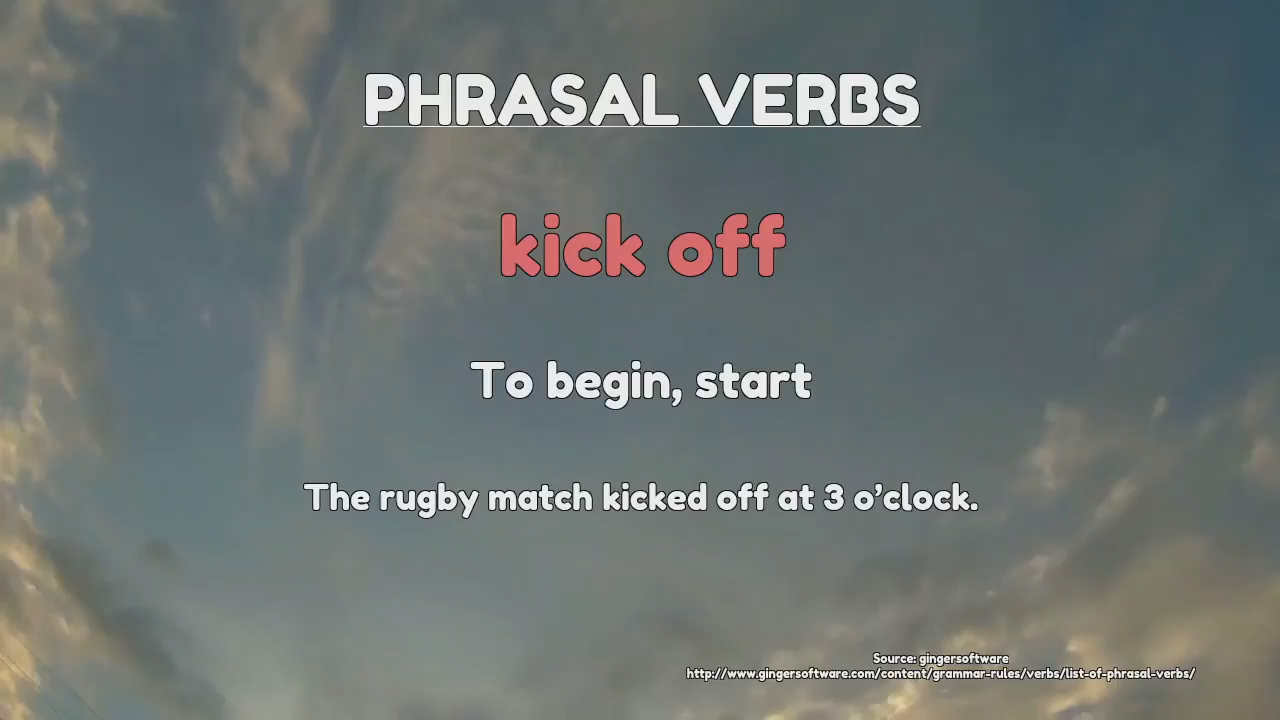 PHRASAL VERBS
kick off
To begin, start
The rugby match kicked off at 3 o’clock.
Source: gingersoftware
http://www.gingersoftware.com/content/grammar-rules/verbs/list-of-phrasal-verbs/